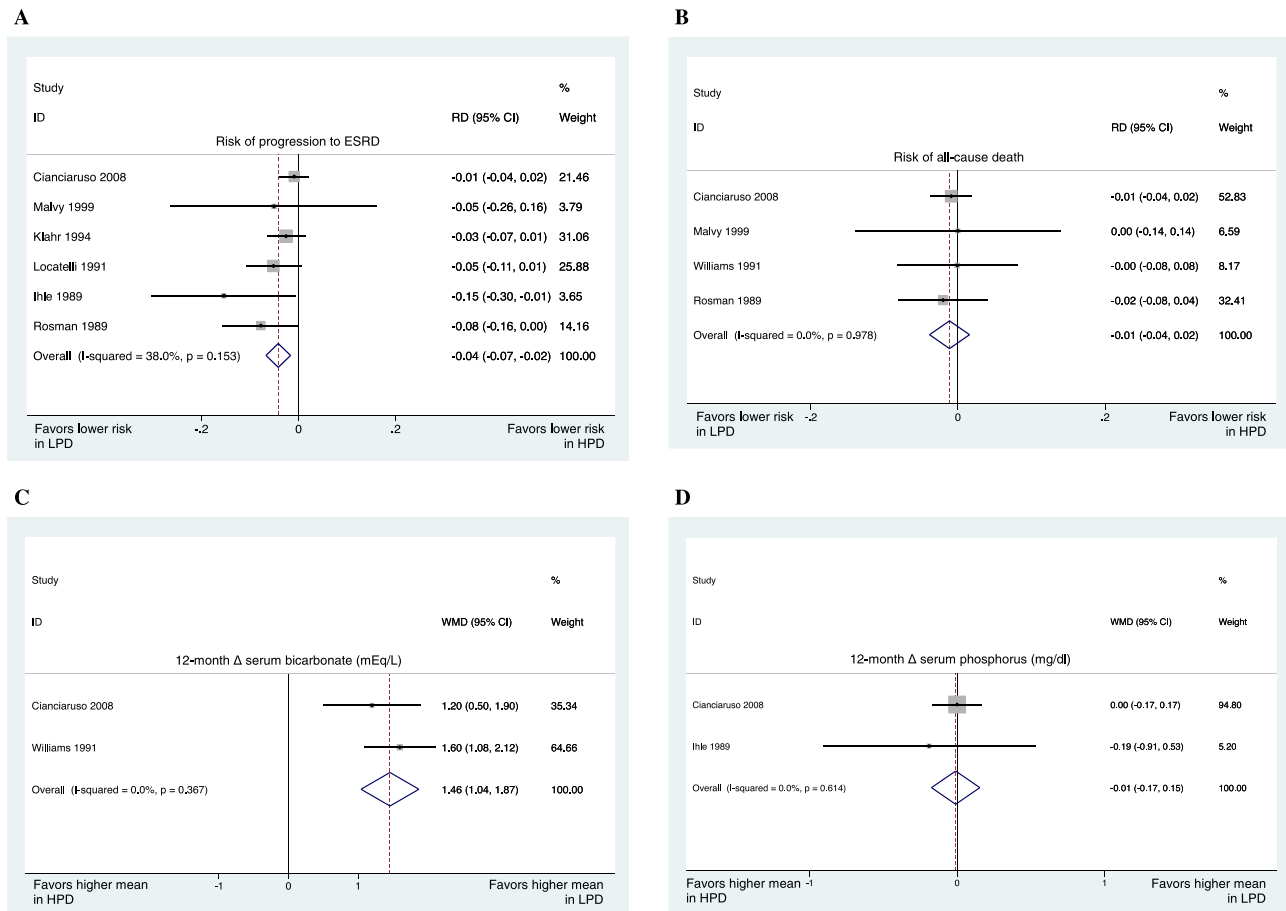 A
Study %
ID RD (95% CI) Weight
Risk of progression to ESRD
Cianciaruso 2008 -0.01 (-0.04, 0.02) 21.46
Malvy 1999 -0.05 (-0.26, 0.16) 3.79
Klahr 1994 -0.03 (-0.07, 0.01) 31.06
Locatelli 1991 -0.05 (-0.11, 0.01) 25.88
Ihle 1989 -0.15 (-0.30, -0.01) 3.65
Rosman 1989 -0.08 (-0.16, 0.00) 14.16
Overall (I-squared = 38.0%, p = 0.153) -0.04 (-0.07, -0.02) 100.00
Favors lower risk -.2 0 .2 Favors lower risk
in LPD in HPD
B
Study %
ID RD (95% CI) Weight
Risk of all-cause death
Cianciaruso 2008 -0.01 (-0.04, 0.02) 52.83
Malvy 1999 0.00 (-0.14, 0.14) 6.59
Williams 1991 -0.00 (-0.08, 0.08) 8.17
Rosman 1989 -0.02 (-0.08, 0.04) 32.41
Overall (I-squared = 0.0%, p = 0.978) -0.01 (-0.04, 0.02) 100.00
Favors lower risk -.2 0 .2 Favors lower risk
in LPD in HPD
C
Study %
ID WMD (95% CI) Weight
12-month Δ serum bicarbonate (mEq/L)
Cianciaruso 2008 1.20 (0.50, 1.90) 35.34
Williams 1991 1.60 (1.08, 2.12) 64.66
Overall (I-squared = 0.0%, p = 0.367) 1.46 (1.04, 1.87) 100.00
Favors higher mean -1 0 1 Favors higher mean
in HPD in LPD
D
Study %
ID WMD (95% CI) Weight
12-month Δ serum phosphorus (mg/dl)
Cianciaruso 2008 0.00 (-0.17, 0.17) 94.80
Ihle 1989 -0.19 (-0.91, 0.53) 5.20
Overall (I-squared = 0.0%, p = 0.614) -0.01 (-0.17, 0.15) 100.00
Favors higher mean -1 0 1 Favors higher mean
in HPD in LPD